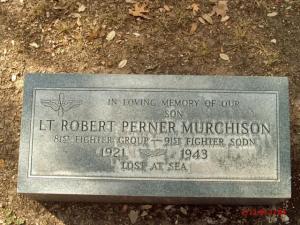 IN LOVING MEMORY OF OUR
SON
LT. ROBERT PERNER MURCHISON
81ST FIGHTER GROUP — 91ST FIGHTER SQDN.
1921 1943
LOST AT SEA